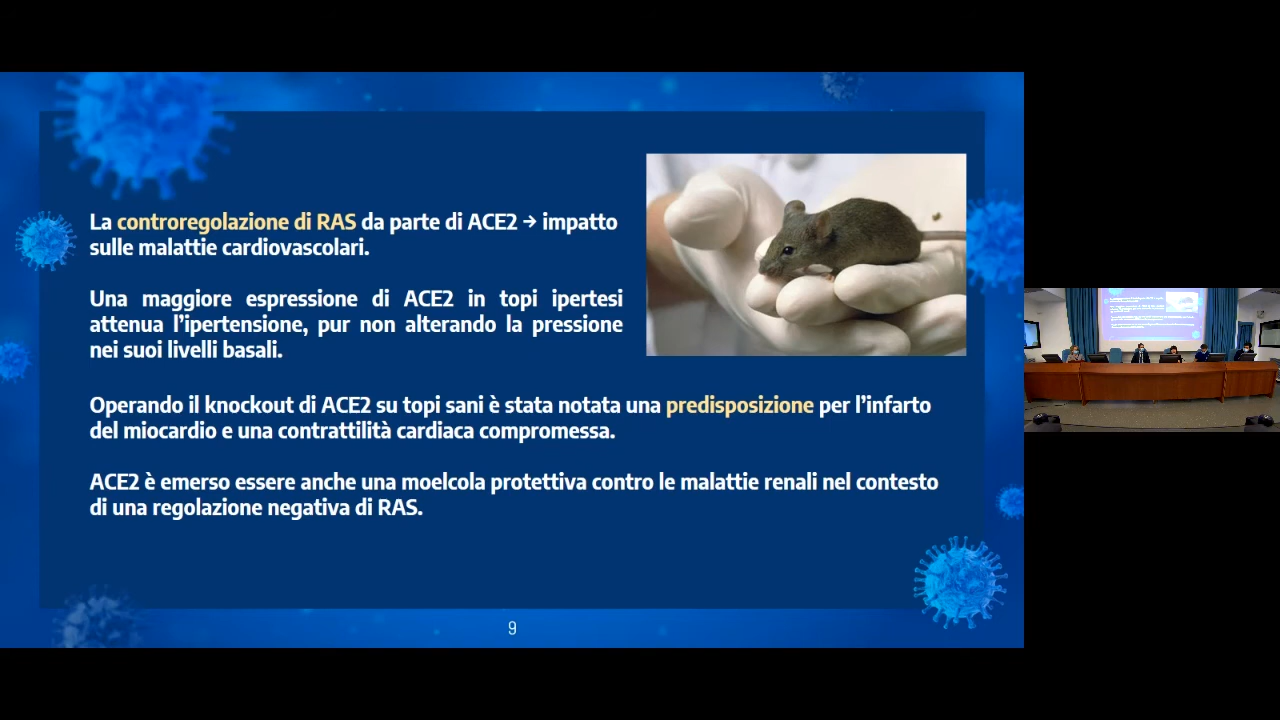 La controregolazione di RAS da parte di ACE2 → impatto
sulle malattie cardiovascolari.
Una maggiore espressione di ACE2 in topi ipertesi
attenua l’ipertensione, pur non alterando la pressione
nei suoi livelli basali.
Operando il knockout di ACE2 su topi sani è stata notata una predisposizione per l’infarto
del miocardio e una contrattilità cardiaca compromessa.
ACE2 è emerso essere anche una moelcola protettiva contro le malattie renali nel contesto
di una regolazione negativa di RAS.
9